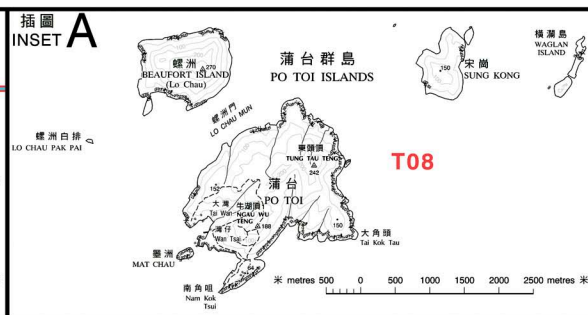 插圖
INSET A
螺洲
270
BEAUFORT ISLAND
(Lo Chau)
蒲台群島
PO TOI ISLANDS
宋崗
150
SUNG KONG
橫瀾島
WAGLAN
ISLAND
螺洲門
LO CHAU MUN
螺洲白排
LO CHAU PAK PAI
東頭頂
TUNG TAU TENG
242
T08
蒲台
PO TOI
152
大灣
Tai Wan
牛湖頂
NGAU WU
TENG
188
灣仔
Wan Tsai
150
大角頭
Tai Kok Tau
墨洲
MAT CHAU
南角咀
Nam Kok
Tsui
米 metres 500 0 500 1000 1500 2000 2500 metres 米